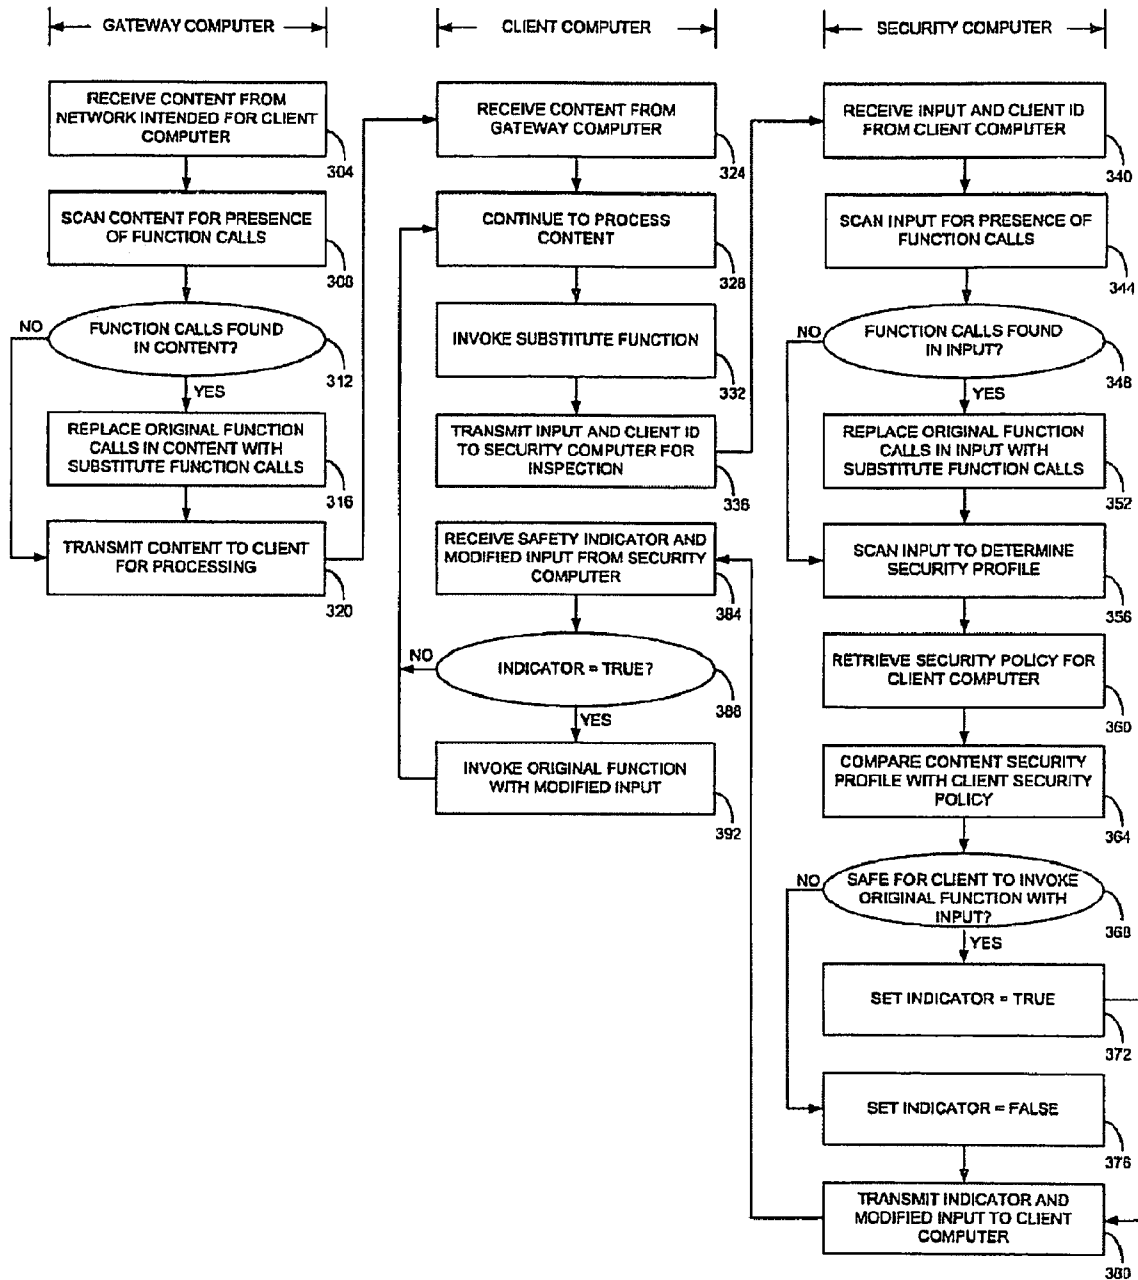 GATEWAY COMPUTER
RECEIVE CONTENT FROM
NETWORK INTENDED FOR CLIENT
COMPUTER
304
SCAN CONTENT FOR PRESENCE
OF FUNCTION CALLS
308
NO
FUNCTION CALLS FOUND
IN CONTENT?
312
YES
REPLACE ORIGINAL FUNCTION
CALLS IN CONTENT WITH
SUBSTITUTE FUNCTION CALLS
316
TRANSMIT CONTENT TO CLIENT
FOR PROCESSING
320
CLIENT COMPUTER
RECEIVE CONTENT FROM
GATEWAY COMPUTER
324
CONTINUE TO PROCESS
CONTENT
328
INVOKE SUBSTITUTE FUNCTION
332
TRANSMIT INPUT AND CLIENT ID
TO SECURITY COMPUTER FOR
INSPECTION
336
RECEIVE SAFETY INDICATOR AND
MODIFIED INPUT FROM SECURITY
COMPUTER
384
NO
INDICATOR = TRUE?
388
YES
INVOKE ORIGINAL FUNCTION
WITH MODIFIED INPUT
392
SECURITY COMPUTER
RECEIVE INPUT AND CLIENT ID
FROM CLIENT COMPUTER
340
SCAN INPUT FOR PRESENCE OF
FUNCTION CALLS
344
NO
FUNCTION CALLS FOUND
IN INPUT?
348
YES
REPLACE ORIGINAL FUNCTION
CALLS IN INPUT WITH
SUBSTITUTE FUNCTION CALLS
352
SCAN INPUT TO DETERMINE
SECURITY PROFILE
356
RETRIEVE SECURITY POLICY FOR
CLIENT COMPUTER
360
COMPARE CONTENT SECURITY
PROFILE WITH CLIENT SECURITY
POLICY
364
NO
SAFE FOR CLIENT TO INVOKE
ORIGINAL FUNCTION WITH
INPUT?
368
YES
SET INDICATOR = TRUE
372
SET INDICATOR = FALSE
376
TRANSMIT INDICATOR AND
MODIFIED INPUT TO CLIENT
COMPUTER
380